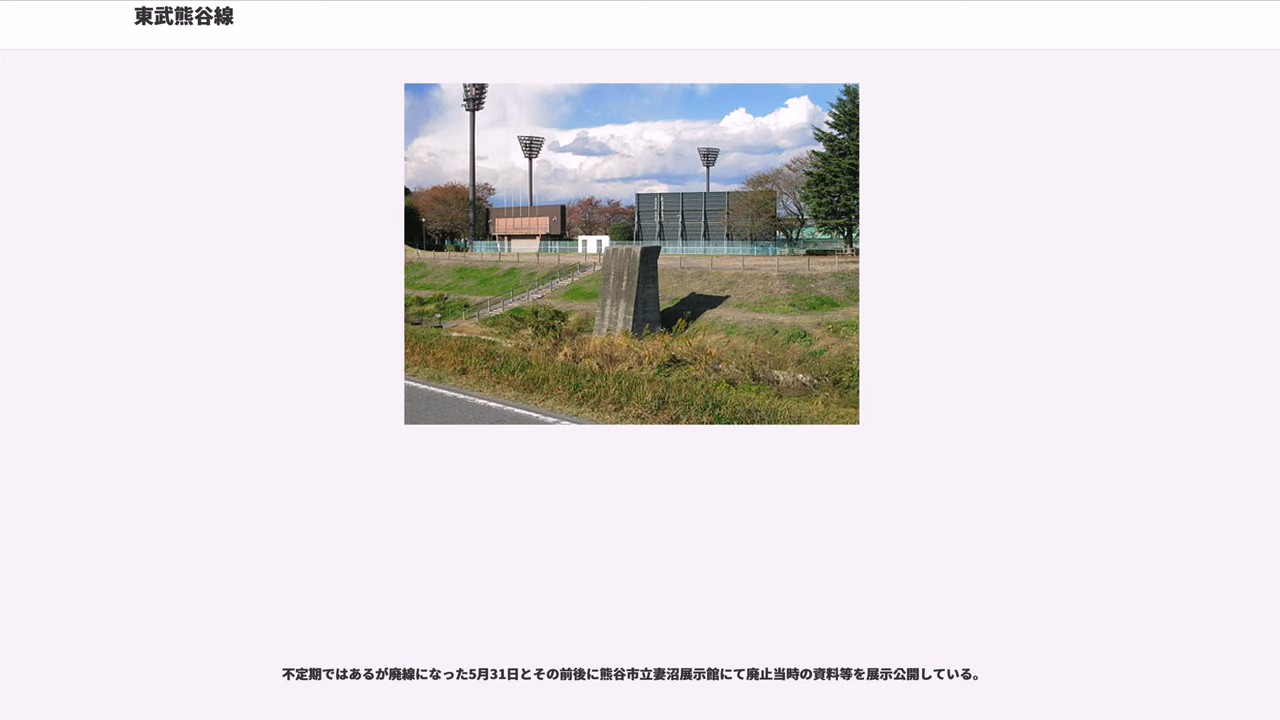 東武熊谷線
不定期ではあるが廃線になった5月31日とその前後に熊谷市立妻沼展示館にて廃止当時の資料等を展示公開している。